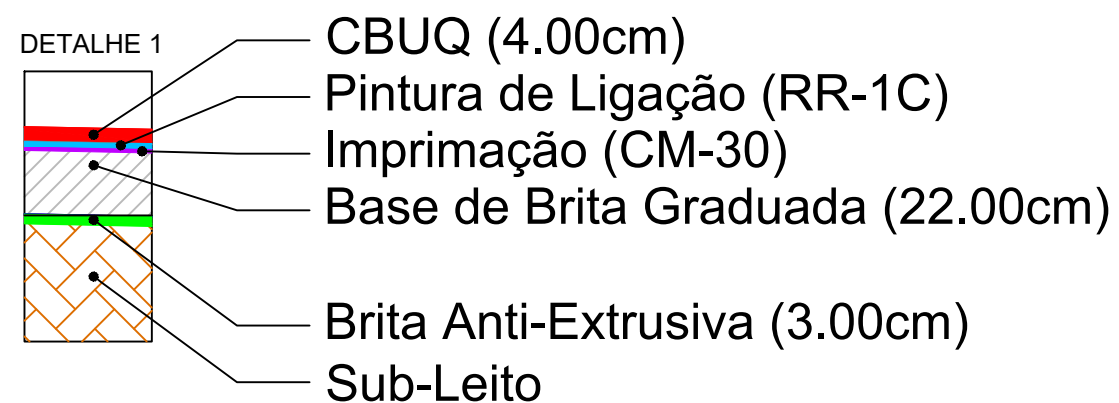 DETALHE 1
CBUQ (4.00cm)
Pintura de Ligação (RR-1C)
Imprimação (CM-30)
Base de Brita Graduada (22.00cm)
Brita Anti-Extrusiva (3.00cm)
Sub-Leito